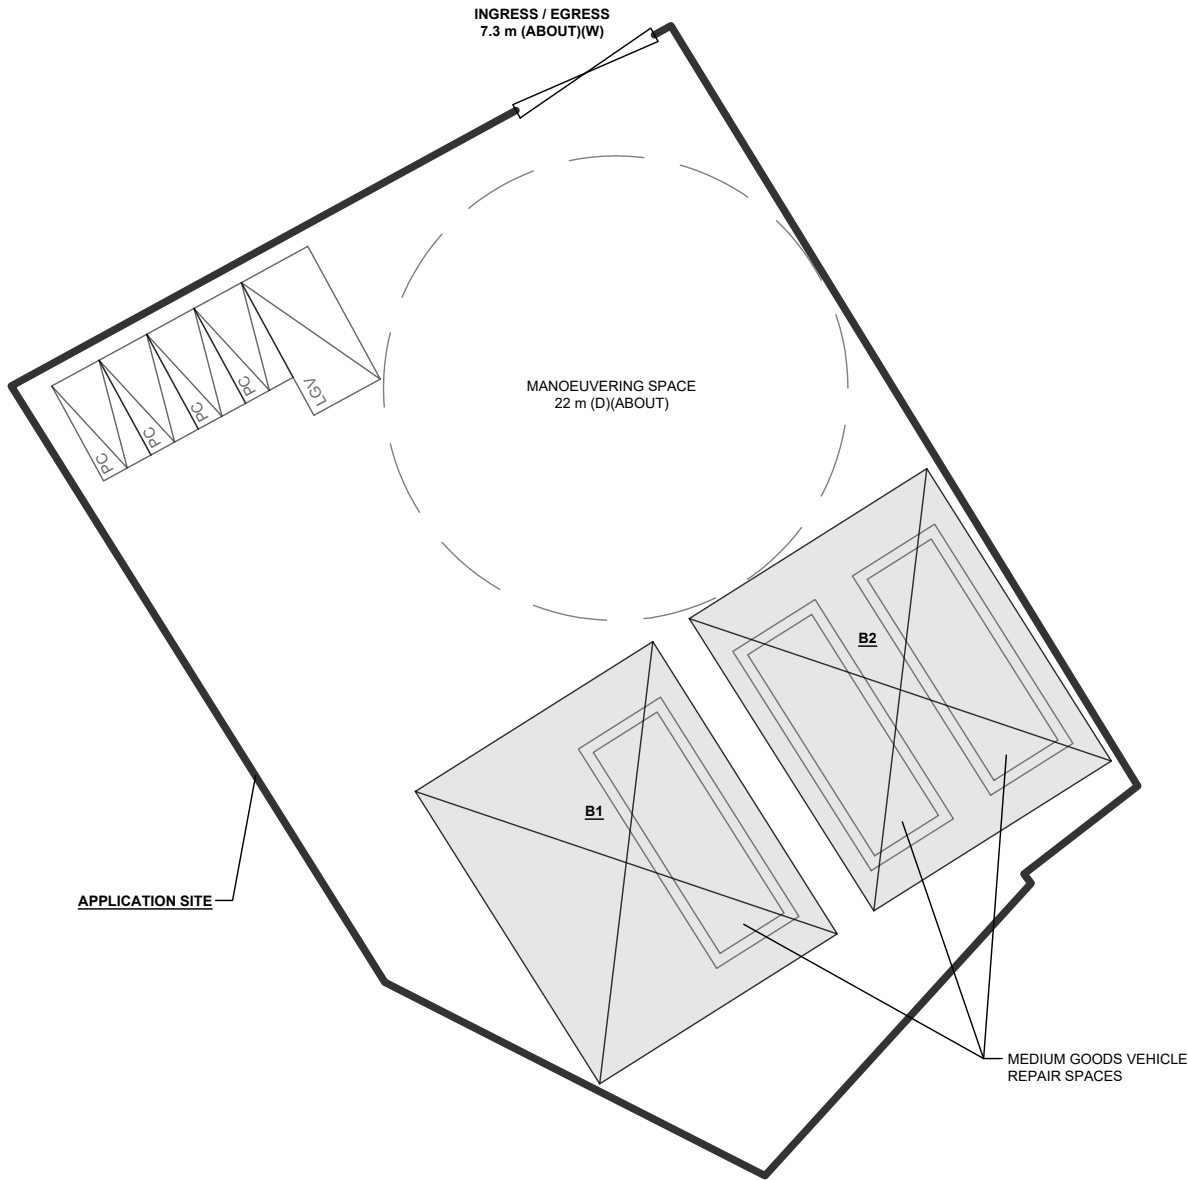 INGRESS / EGRESS
7.3 m (ABOUT)(W)
MANOEUVERING SPACE
22 m (D)(ABOUT)
PC
PC
PC
PC
LGV
B2
B1
APPLICATION SITE
MEDIUM GOODS VEHICLE
REPAIR SPACES